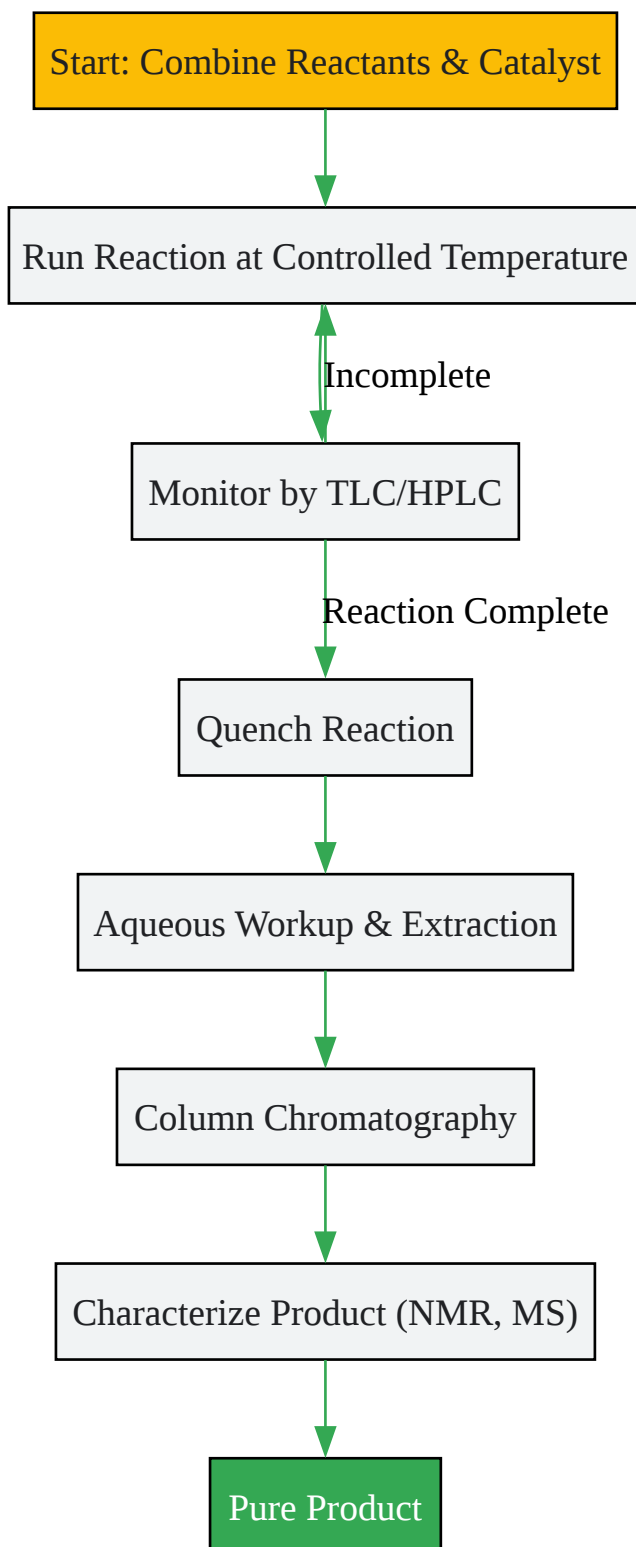 Start: Combine Reactants & Catalyst
Run Reaction at Controlled Temperature
Incomplete
Monitor by TLC/HPLC
Reaction Complete
Quench Reaction
Aqueous Workup & Extraction
Column Chromatography
Characterize Product (NMR, MS)
Pure Product